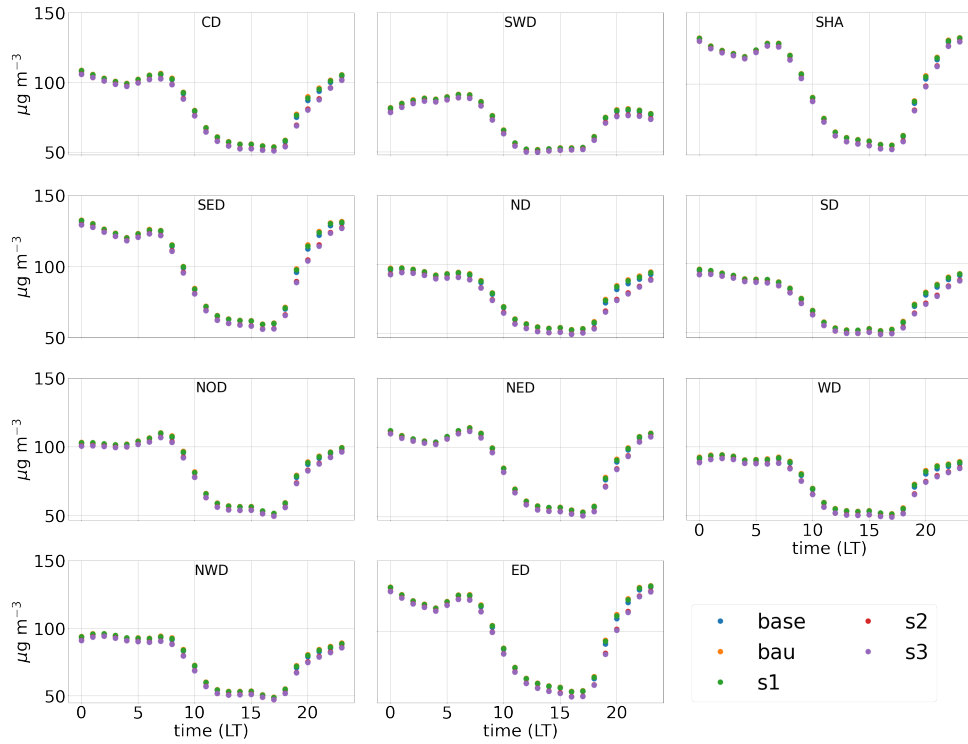 CD SWD SHA
150
100
50
μg m⁻³
SED ND SD
150
100
50
μg m⁻³
NOD NED WD
150
100
50
μg m⁻³
0 5 10 15 20
time (LT)
NWD ED
150
100
50
μg m⁻³
0 5 10 15 20
time (LT)
0 5 10 15 20
time (LT)
base
bau
s1
s2
s3